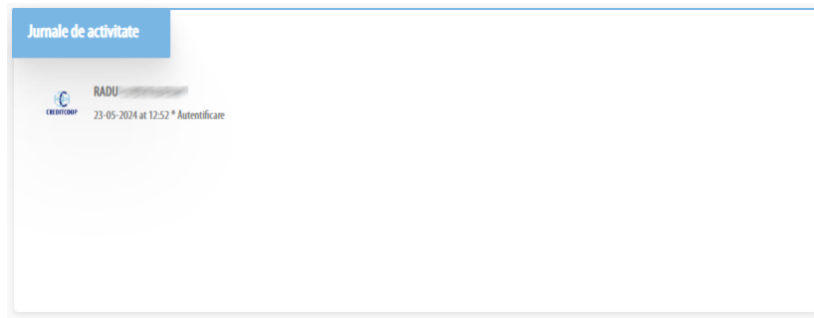 Jurnale de activitate
RADU
CREDITCOOP
23-05-2024 at 12:52 * Autentificare